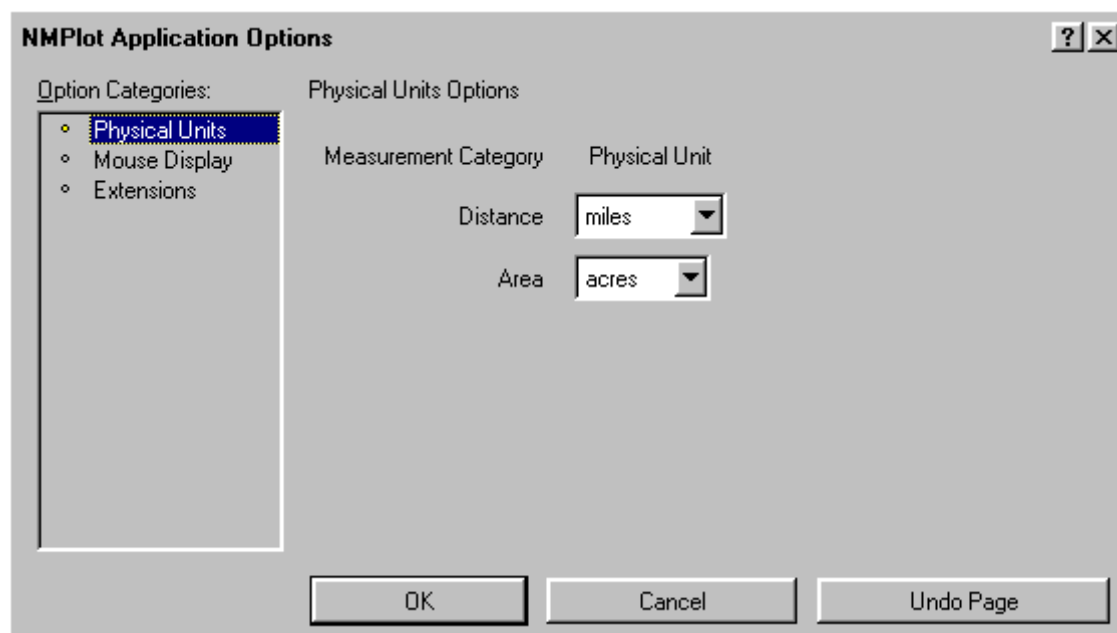 NMPlot Application Options
? ×
Option Categories:
Physical Units
Mouse Display
Extensions
Physical Units Options
Measurement Category Physical Unit
Distance miles
Area acres
OK Cancel Undo Page